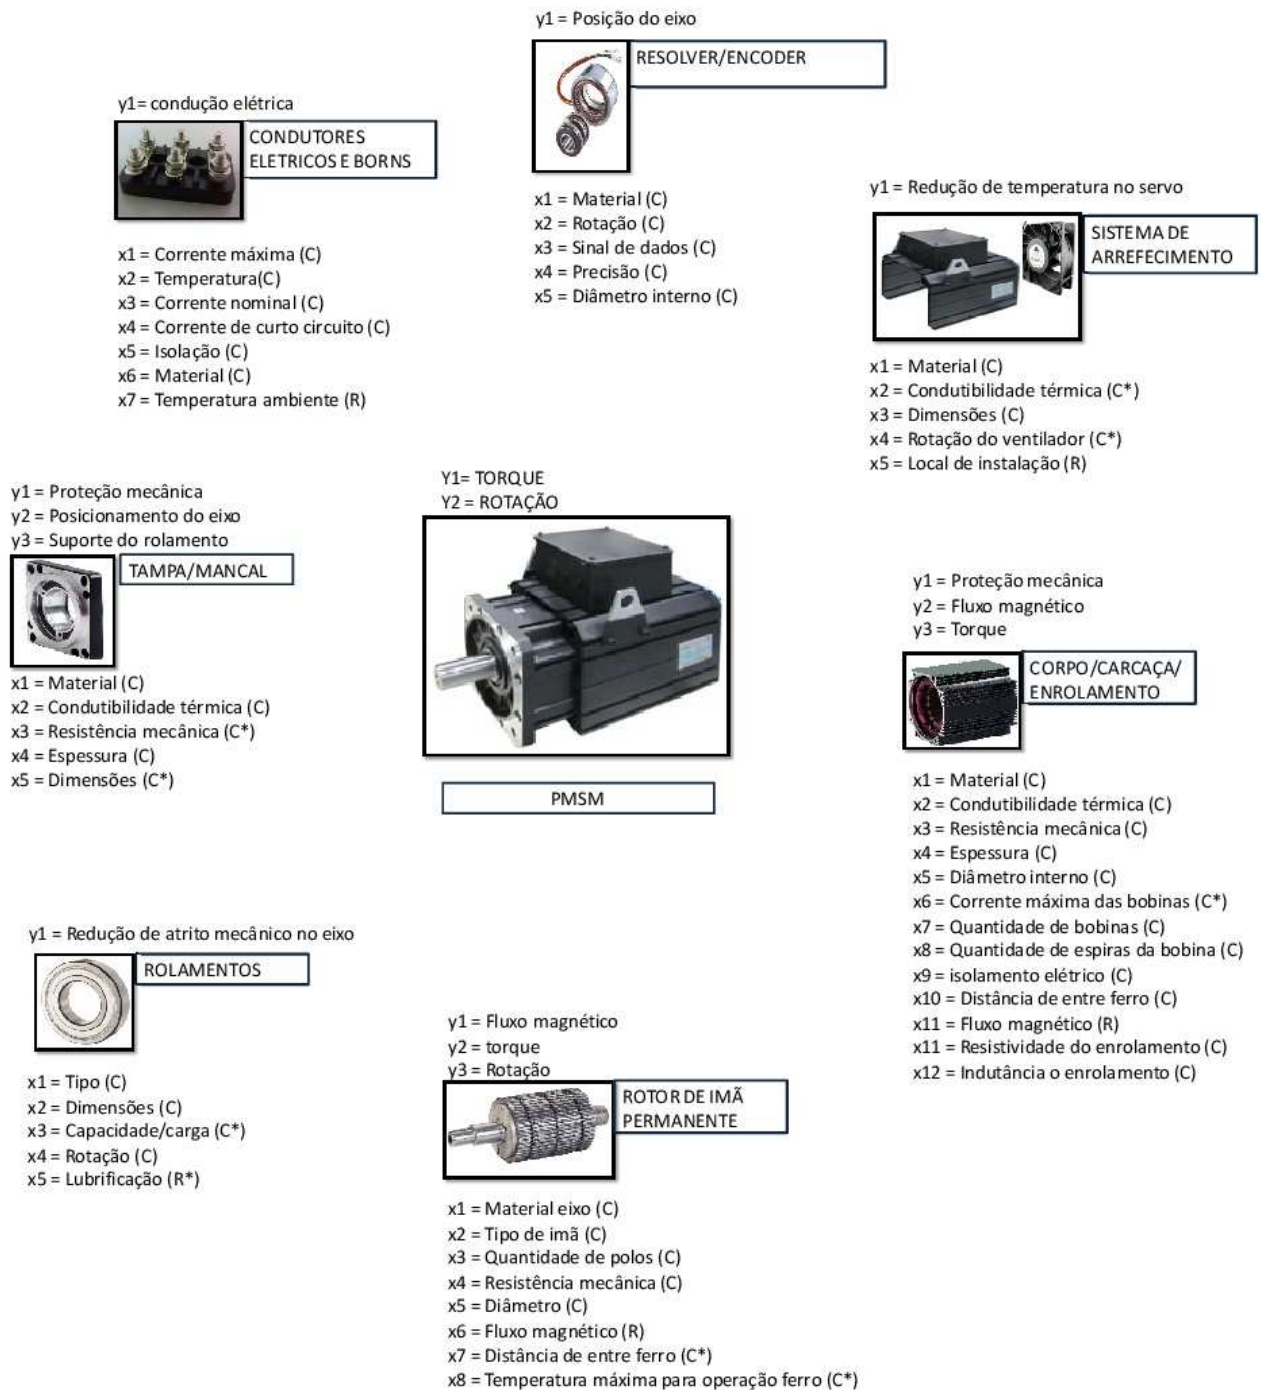 y1 = Posição do eixo
RESOLVER/ENCODER
x1 = Material (C)
x2 = Rotação (C)
x3 = Sinal de dados (C)
x4 = Precisão (C)
x5 = Diâmetro interno (C)
y1= condução elétrica
CONDUTORES
ELETRICOS E BORNS
x1 = Corrente máxima (C)
x2 = Temperatura(C)
x3 = Corrente nominal (C)
x4 = Corrente de curto circuito (C)
x5 = Isolação (C)
x6 = Material (C)
x7 = Temperatura ambiente (R)
y1 = Redução de temperatura no servo
SISTEMA DE
ARREFECIMENTO
x1 = Material (C)
x2 = Condutibilidade térmica (C*)
x3 = Dimensões (C)
x4 = Rotação do ventilador (C*)
x5 = Local de instalação (R)
y1 = Proteção mecânica
y2 = Posicionamento do eixo
y3 = Suporte do rolamento
TAMPA/MANCAL
x1 = Material (C)
x2 = Condutibilidade térmica (C)
x3 = Resistência mecânica (C*)
x4 = Espessura (C)
x5 = Dimensões (C*)
Y1= TORQUE
Y2 = ROTAÇÃO
PMSM
y1 = Proteção mecânica
y2 = Fluxo magnético
y3 = Torque
CORPO/CARCAÇA/
ENROLAMENTO
x1 = Material (C)
x2 = Condutibilidade térmica (C)
x3 = Resistência mecânica (C)
x4 = Espessura (C)
x5 = Diâmetro interno (C)
x6 = Corrente máxima das bobinas (C*)
x7 = Quantidade de bobinas (C)
x8 = Quantidade de espiras da bobina (C)
x9 = isolamento elétrico (C)
x10 = Distância de entre ferro (C)
x11 = Fluxo magnético (R)
x11 = Resistividade do enrolamento (C)
x12 = Indutância o enrolamento (C)
y1 = Redução de atrito mecânico no eixo
ROLAMENTOS
x1 = Tipo (C)
x2 = Dimensões (C)
x3 = Capacidade/carga (C*)
x4 = Rotação (C)
x5 = Lubrificação (R*)
y1 = Fluxo magnético
y2 = torque
y3 = Rotação
ROTOR DE IMÃ
PERMANENTE
x1 = Material eixo (C)
x2 = Tipo de imã (C)
x3 = Quantidade de polos (C)
x4 = Resistência mecânica (C)
x5 = Diâmetro (C)
x6 = Fluxo magnético (R)
x7 = Distância de entre ferro (C*)
x8 = Temperatura máxima para operação ferro (C*)